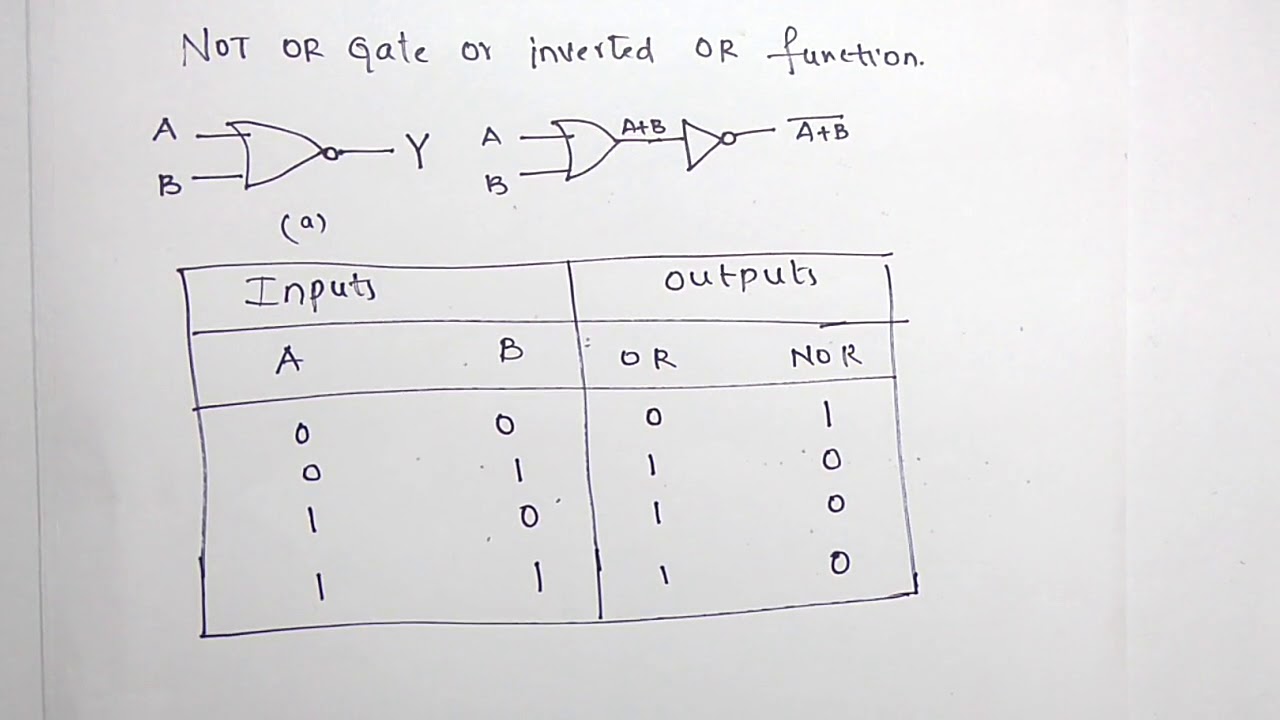 NOT OR Gate or inverted OR function.
A B Y A B A+B A̅+̅B̅
(a)
Inputs outputs
A B OR NOR
0 0 0 1
0 1 1 0
1 0 1 0
1 1 1 0